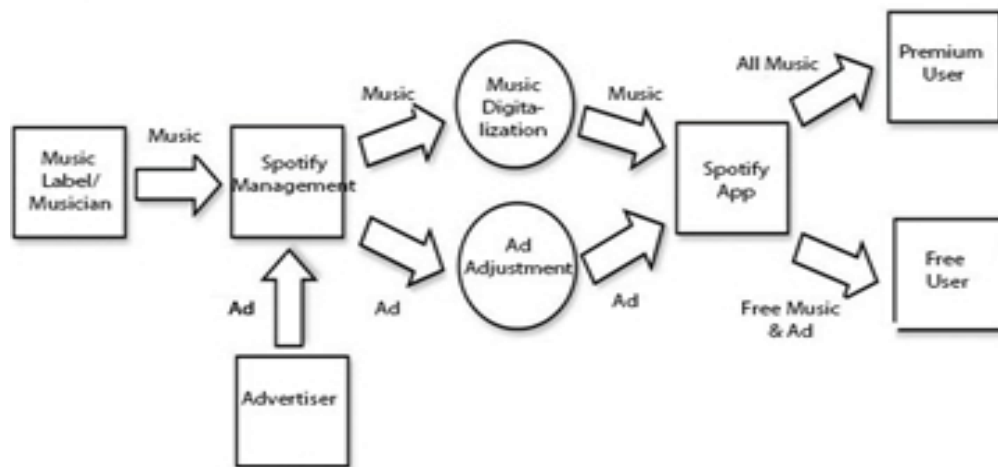 Music
Label/
Musician
Music
Spotify
Management
Ad
Advertiser
Music
Music
Digita-
lization
Music
Ad
Ad
Adjustment
Ad
Spotify
App
All Music
Premium
User
Free Music
& Ad
Free
User